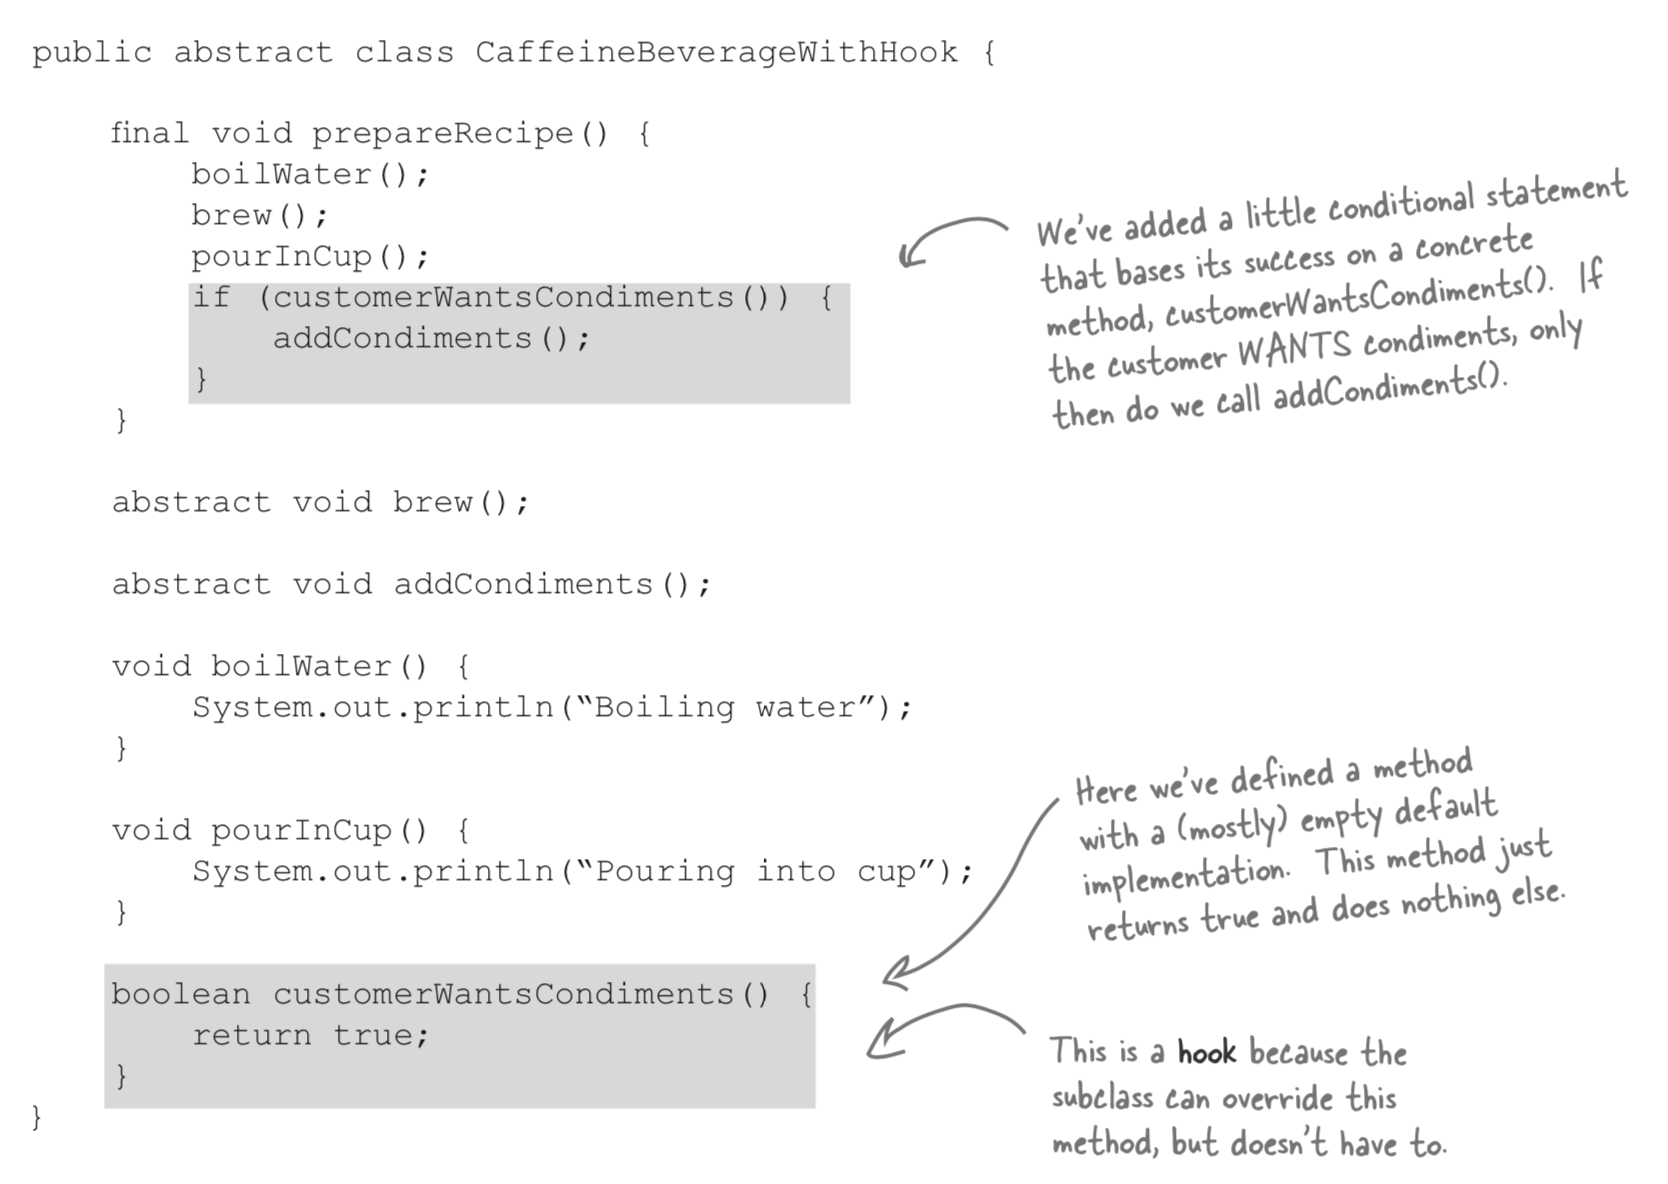 public abstract class CaffeineBeverageWithHook {
final void prepareRecipe() {
boilWater();
brew();
pourInCup();
if (customerWantsCondiments()) {
addCondiments();
}
}
We've added a little conditional statement
that bases its success on a concrete
method, customerWantsCondiments(). If
the customer WANTS condiments, only
then do we call addCondiments().
abstract void brew();
abstract void addCondiments();
void boilWater() {
System.out.println(“Boiling water”);
}
void pourInCup() {
System.out.println(“Pouring into cup”);
}
Here we've defined a method
with a (mostly) empty default
implementation. This method just
returns true and does nothing else.
boolean customerWantsCondiments() {
return true;
}
}
This is a hook because the
subclass can override this
method, but doesn't have to.